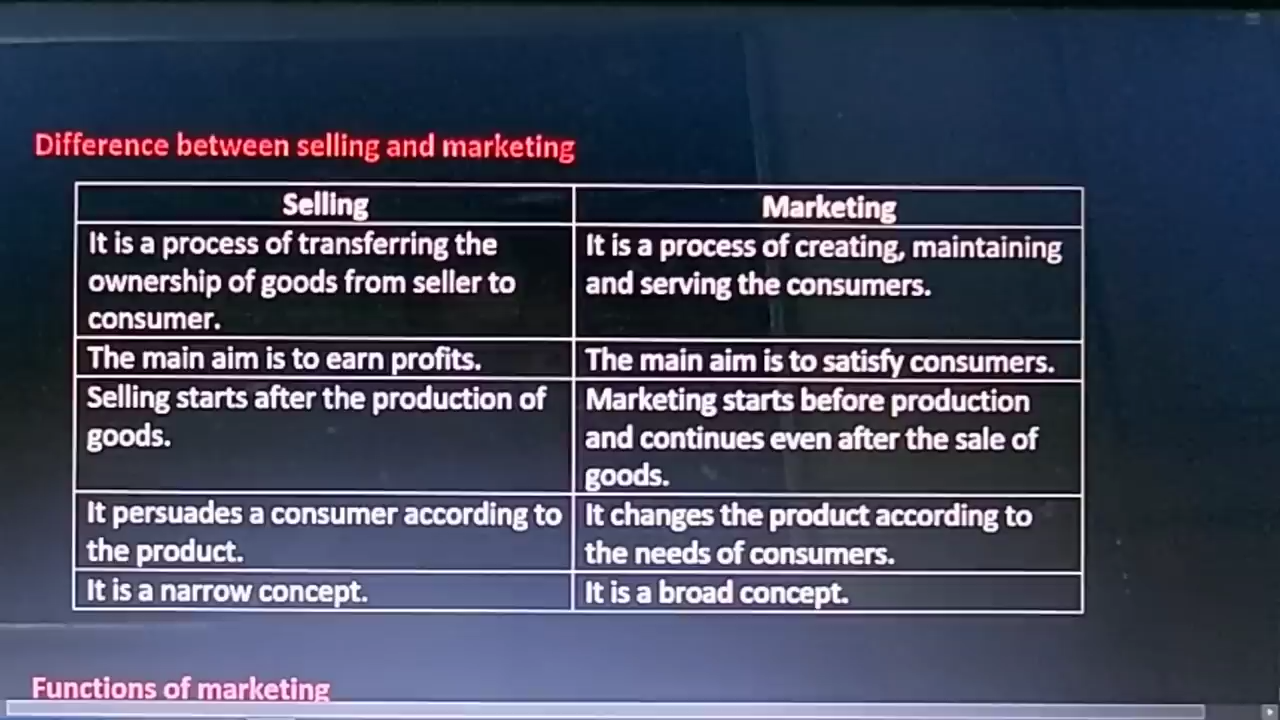 Difference between selling and marketing
Selling
Marketing
It is a process of transferring the
ownership of goods from seller to
consumer.
It is a process of creating, maintaining
and serving the consumers.
The main aim is to earn profits.
The main aim is to satisfy consumers.
Selling starts after the production of
goods.
Marketing starts before production
and continues even after the sale of
goods.
It persuades a consumer according to
the product.
It changes the product according to
the needs of consumers.
It is a narrow concept.
It is a broad concept.
Functions of marketing